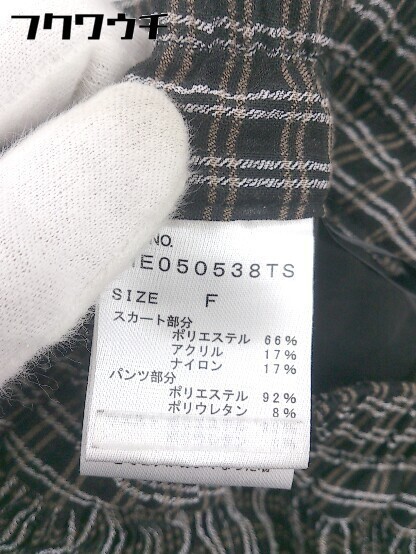 フクワウチ
NO.
E050538TS
SIZE F
スカート部分
ポリエステル 66%
アクリル 17%
ナイロン 17%
パンツ部分
ポリエステル 92%
ポリウレタン 8%